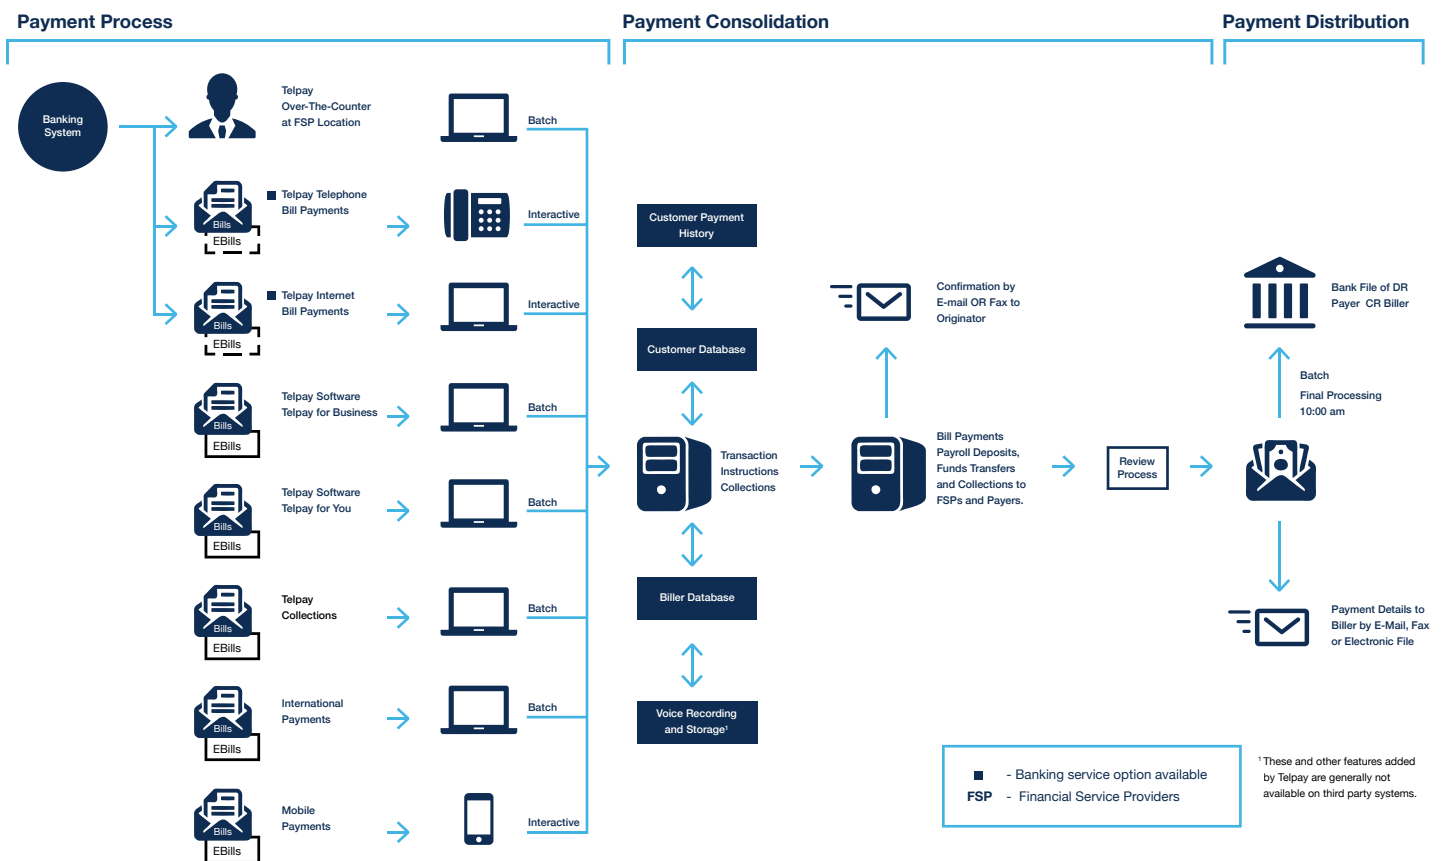 Payment Process
Payment Consolidation
Payment Distribution
Banking
System
Telpay
Over-The-Counter
at FSP Location
Batch
Bills
EBills
■ Telpay Telephone
Bill Payments
Interactive
Bills
EBills
■ Telpay Internet
Bill Payments
Interactive
Bills
EBills
Telpay Software
Telpay for Business
Batch
Bills
EBills
Telpay Software
Telpay for You
Batch
Bills
EBills
Telpay
Collections
Batch
Bills
EBills
International
Payments
Batch
Bills
EBills
Mobile
Payments
Interactive
Customer Payment
History
Customer Database
Transaction
Instructions
Collections
Biller Database
Voice Recording
and Storage¹
Confirmation by
E-mail OR Fax to
Originator
Bill Payments
Payroll Deposits,
Funds Transfers
and Collections to
FSPs and Payers.
Review
Process
Bank File of DR
Payer CR Biller
Batch
Final Processing
10:00 am
Payment Details to
Biller by E-Mail, Fax
or Electronic File
■ - Banking service option available
FSP - Financial Service Providers
¹ These and other features added
by Telpay are generally not
available on third party systems.